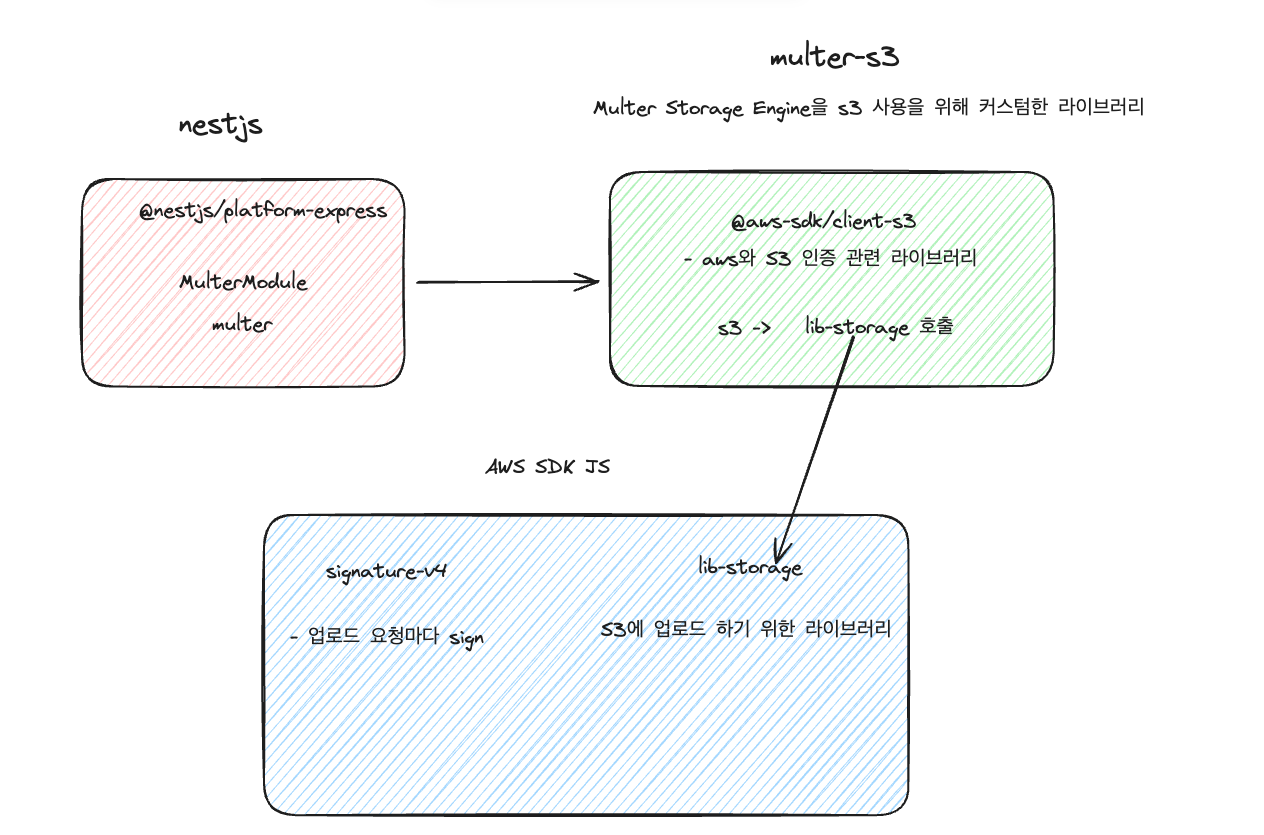 multer-s3
Multer Storage Engine을 s3 사용을 위해 커스텀한 라이브러리
nestjs
@nestjs/platform-express
MulterModule
multer
@aws-sdk/client-s3
- aws와 S3 인증 관련 라이브러리
s3 -> lib-storage 호출
AWS SDK JS
signature-v4
- 업로드 요청마다 sign
lib-storage
S3에 업로드 하기 위한 라이브러리